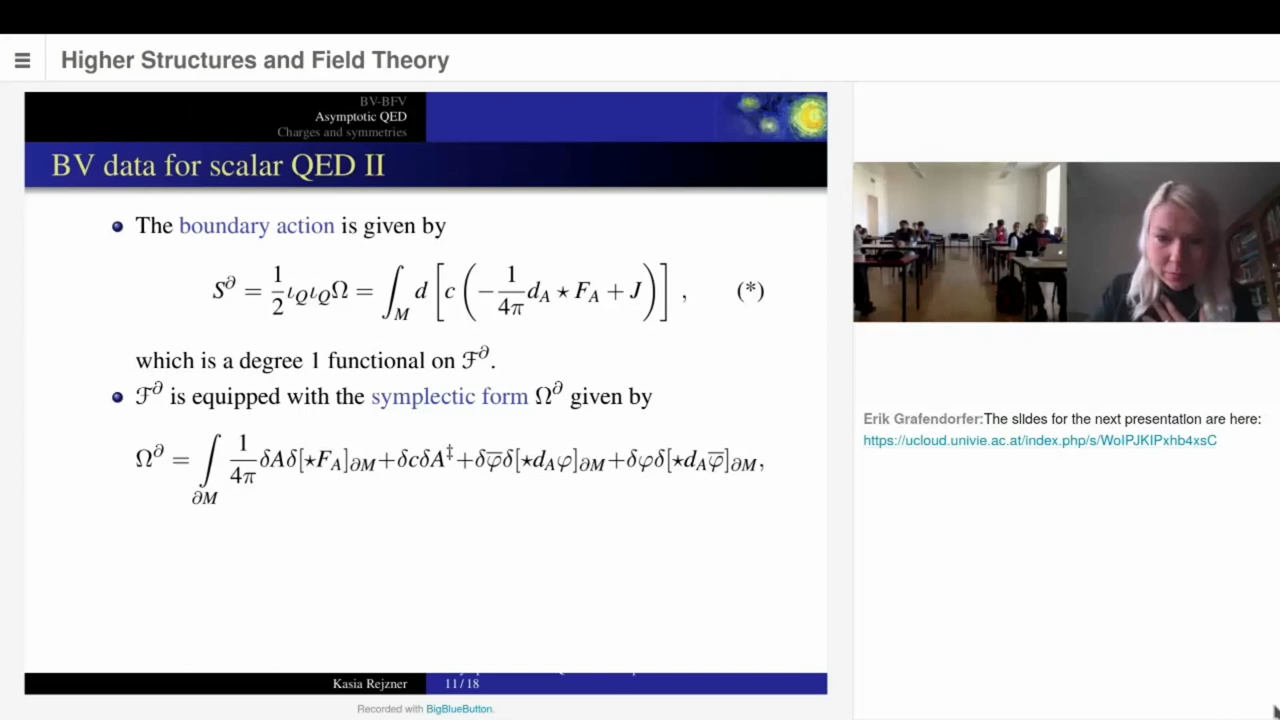 Higher Structures and Field Theory
BV-BFV
Asymptotic QED
Charges and symmetries
BV data for scalar QED II
The boundary action is given by
S^∂ = 1/2 ι_Q ι_Q Ω = ∫_M d [ c ( − 1/4π d_A ⋆ F_A + J ) ] , (*)
which is a degree 1 functional on ℱ^∂.
ℱ^∂ is equipped with the symplectic form Ω^∂ given by
Ω^∂ = ∫_∂M 1/4π δAδ[⋆F_A]_∂M + δcδA^‡ + δφ̅δ[⋆d_Aφ]_∂M + δφδ[⋆d_Aφ̅]_∂M,
Kasia Rejzner
11 / 18
Recorded with BigBlueButton.
Erik Grafendorfer:The slIdes for the next presentation are here:
https://ucloud.univie.ac.at/index.php/s/WoIPJKIPxhb4xsC